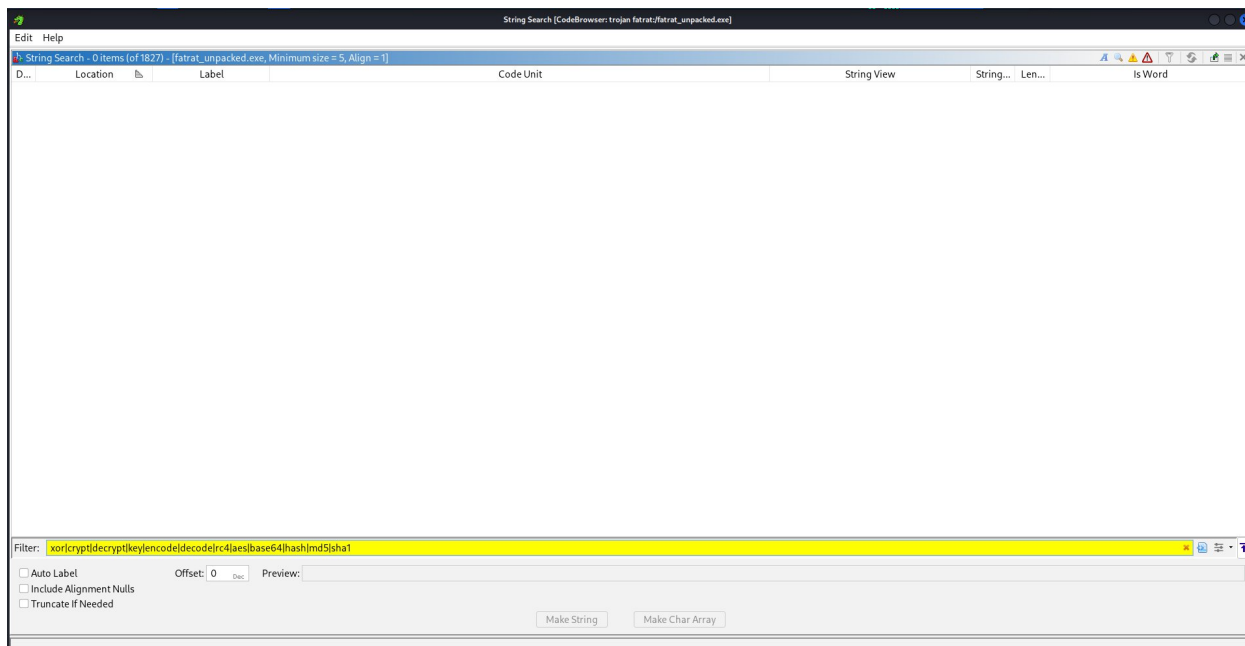 String Search [CodeBrowser: trojan fatrat:/fatrat_unpacked.exe]
Edit Help
String Search - 0 items (of 1827) - [fatrat_unpacked.exe, Minimum size = 5, Align = 1]
D... Location Label Code Unit String View String... Len... Is Word
Filter: xor|crypt|decrypt|key|encode|decode|rc4|aes|base64|hash|md5|sha1
Auto Label Offset: 0 Dec Preview:
Include Alignment Nulls
Truncate If Needed
Make String Make Char Array